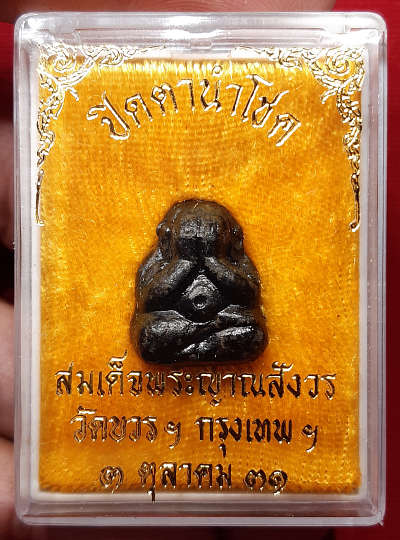 ปิดตานำโชค
สมเด็จพระญาณสังวร
วัดบวรฯ กรุงเทพฯ
๓ ตุลาคม ๓๑